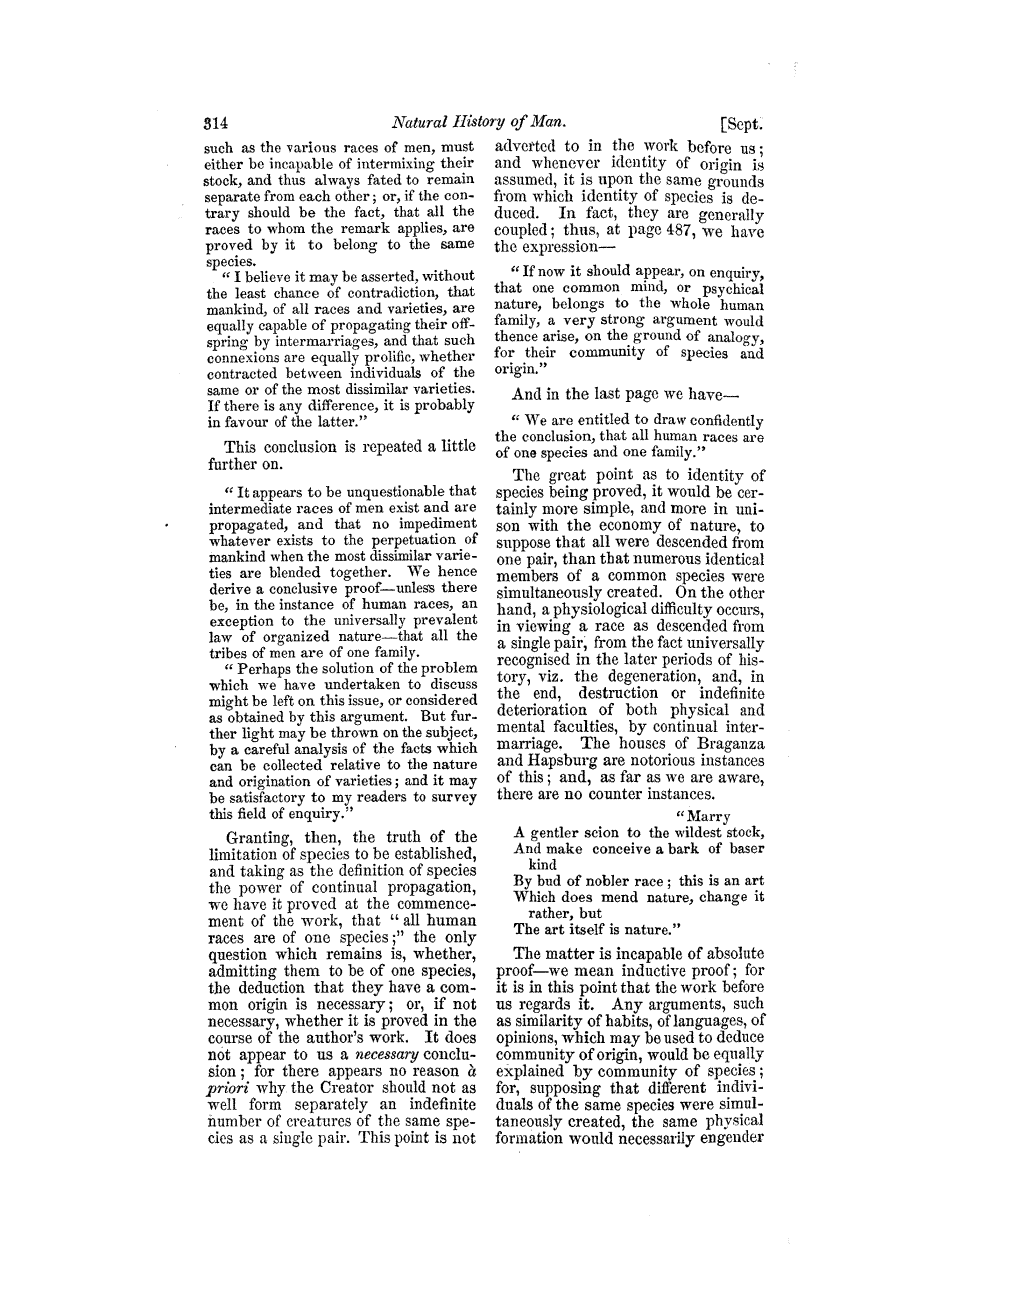 314
Natural History of Man.
[Sept.
such as the various races of men, must
either be incapable of intermixing their
stock, and thus always fated to remain
separate from each other; or, if the con-
trary should be the fact, that all the
races to whom the remark applies, are
proved by it to belong to the same
species.
"I believe it may be asserted, without
the least chance of contradiction, that
mankind, of all races and varieties, are
equally capable of propagating their off-
spring by intermarriages, and that such
connexions are equally prolific, whether
contracted between individuals of the
same or of the most dissimilar varieties.
If there is any difference, it is probably
in favour of the latter."
This conclusion is repeated a little
further on.
"It appears to be unquestionable that
intermediate races of men exist and are
propagated, and that no impediment
whatever exists to the perpetuation of
mankind when the most dissimilar varie-
ties are blended together. We hence
derive a conclusive proof—unless there
be, in the instance of human races, an
exception to the universally prevalent
law of organized nature—that all the
tribes of men are of one family.
"Perhaps the solution of the problem
which we have undertaken to discuss
might be left on this issue, or considered
as obtained by this argument. But fur-
ther light may be thrown on the subject,
by a careful analysis of the facts which
can be collected relative to the nature
and origination of varieties; and it may
be satisfactory to my readers to survey
this field of enquiry."
Granting, then, the truth of the
limitation of species to be established,
and taking as the definition of species
the power of continual propagation,
we have it proved at the commence-
ment of the work, that "all human
races are of one species;" the only
question which remains is, whether,
admitting them to be of one species,
the deduction that they have a com-
mon origin is necessary; or, if not
necessary, whether it is proved in the
course of the author's work. It does
not appear to us a necessary conclu-
sion; for there appears no reason à
priori why the Creator should not as
well form separately an indefinite
number of creatures of the same spe-
cies as a single pair. This point is not
adverted to in the work before us;
and whenever identity of origin is
assumed, it is upon the same grounds
from which identity of species is de-
duced. In fact, they are generally
coupled; thus, at page 487, we have
the expression—
"If now it should appear, on enquiry,
that one common mind, or psychical
nature, belongs to the whole human
family, a very strong argument would
thence arise, on the ground of analogy,
for their community of species and
origin."
And in the last page we have—
"We are entitled to draw confidently
the conclusion, that all human races are
of one species and one family."
The great point as to identity of
species being proved, it would be cer-
tainly more simple, and more in uni-
son with the economy of nature, to
suppose that all were descended from
one pair, than that numerous identical
members of a common species were
simultaneously created. On the other
hand, a physiological difficulty occurs,
in viewing a race as descended from
a single pair, from the fact universally
recognised in the later periods of his-
tory, viz. the degeneration, and, in
the end, destruction or indefinite
deterioration of both physical and
mental faculties, by continual inter-
marriage. The houses of Braganza
and Hapsburg are notorious instances
of this; and, as far as we are aware,
there are no counter instances.
"Marry
A gentler scion to the wildest stock,
And make conceive a bark of baser
kind
By bud of nobler race; this is an art
Which does mend nature, change it
rather, but
The art itself is nature."
The matter is incapable of absolute
proof—we mean inductive proof; for
it is in this point that the work before
us regards it. Any arguments, such
as similarity of habits, of languages, of
opinions, which may be used to deduce
community of origin, would be equally
explained by community of species;
for, supposing that different indivi-
duals of the same species were simul-
taneously created, the same physical
formation would necessarily engender